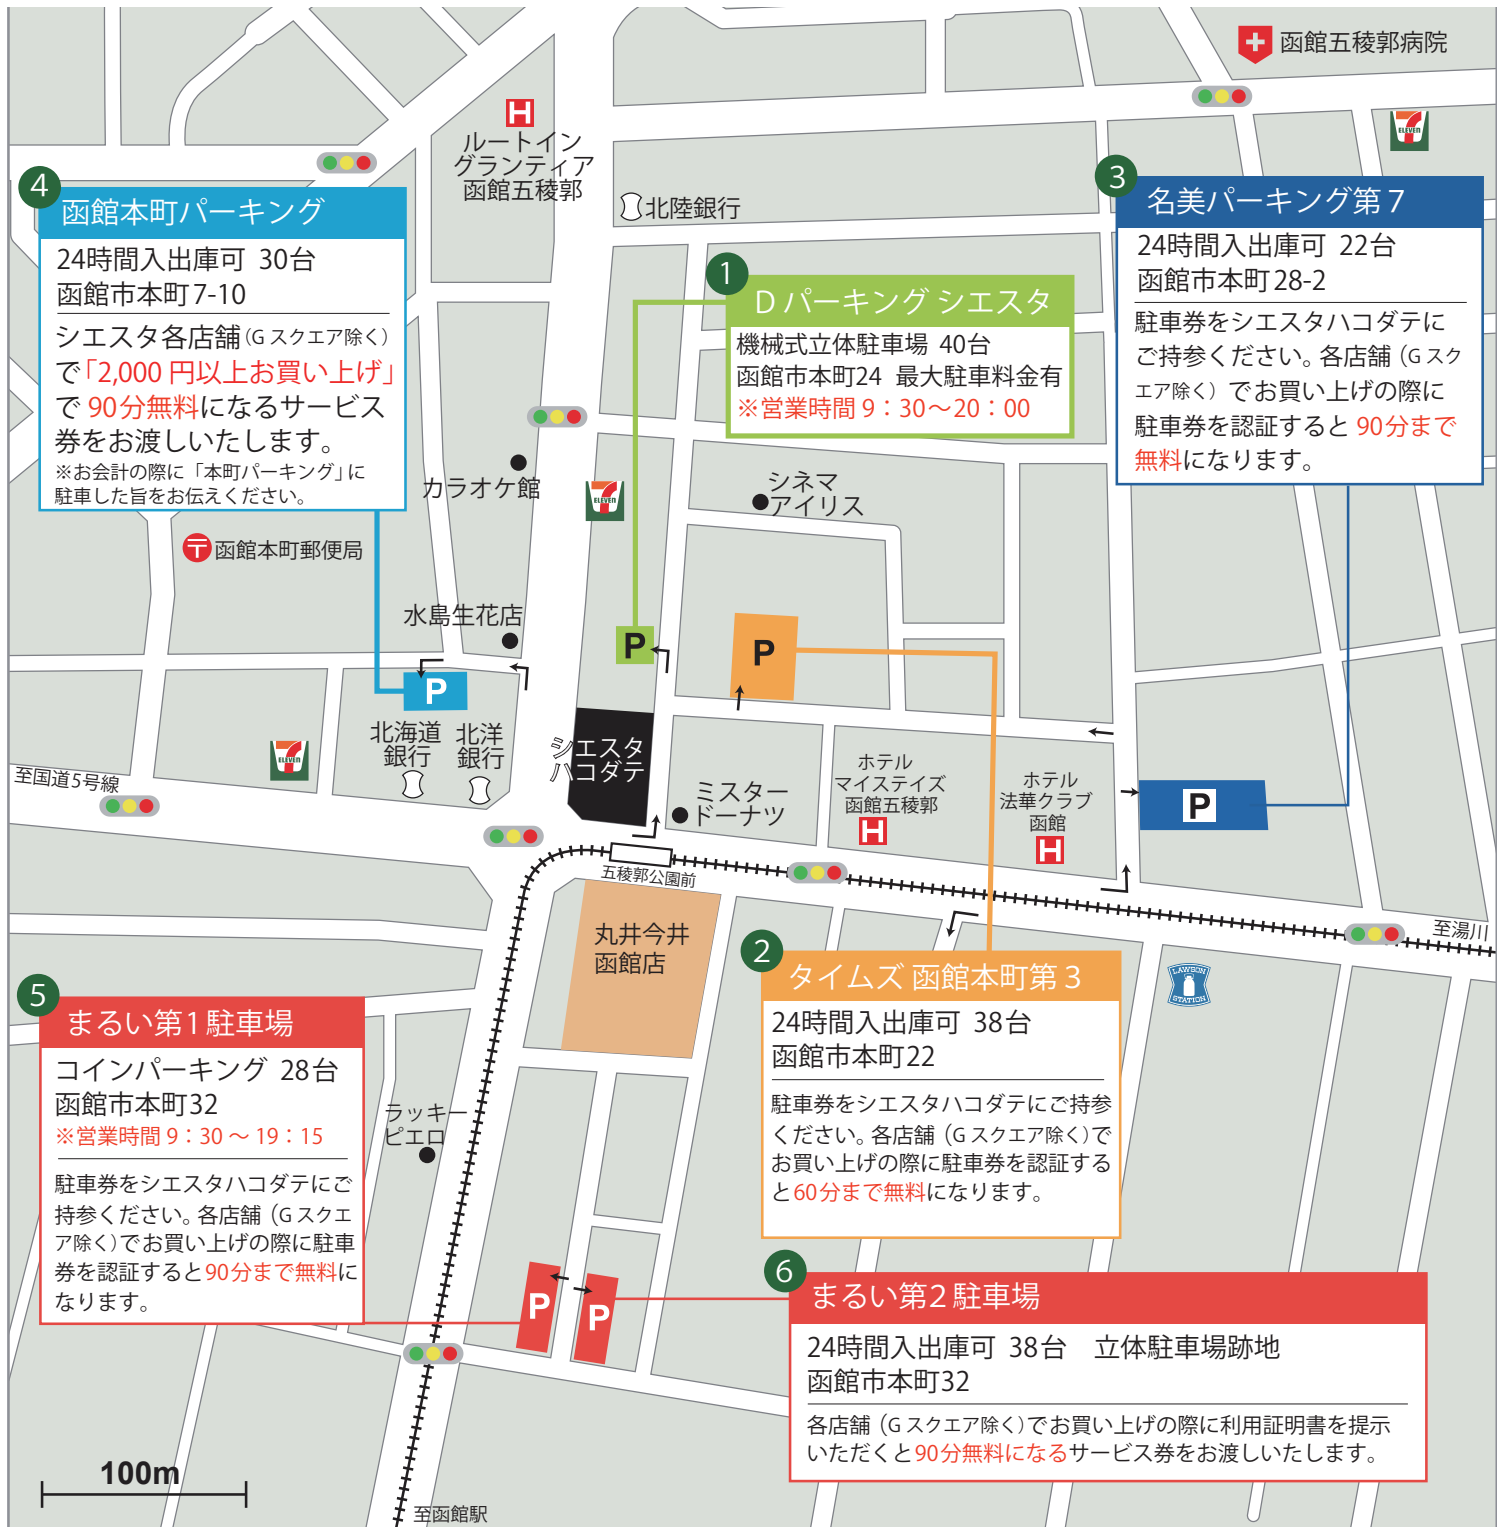 函館五稜郭病院
ELEVEN
H
ルートイン
グランティア
函館五稜郭
北陸銀行
4
函館本町パーキング
24時間入出庫可 30台
函館市本町7-10
シエスタ各店舗(G スクエア除く)
で「2,000 円以上お買い上げ」
で 90分無料になるサービス
券をお渡しいたします。
※お会計の際に「本町パーキング」に
駐車した旨をお伝えください。
1
D パーキング シエスタ
機械式立体駐車場 40台
函館市本町24 最大駐車料金有
※営業時間 9：30〜20：00
3
名美パーキング第7
24時間入出庫可 22台
函館市本町28-2
駐車券をシエスタハコダテに
ご持参ください。各店舗（G スク
エア除く） でお買い上げの際に
駐車券を認証すると 90分まで
無料になります。
カラオケ館
ELEVEN
シネマ
アイリス
〒
函館本町郵便局
水島生花店
P
P
P
北海道
銀行
北洋
銀行
シエスタ
ハコダテ
ELEVEN
至国道5号線
ミスター
ドーナツ
ホテル
マイステイズ
函館五稜郭
H
ホテル
法華クラブ
函館
H
P
五稜郭公園前
至湯川
丸井今井
函館店
LAWSON
STATION
2
タイムズ 函館本町第3
24時間入出庫可 38台
函館市本町22
駐車券をシエスタハコダテにご持参
ください。各店舗（G スクエア除く）で
お買い上げの際に駐車券を認証する
と60分まで無料になります。
5
まるい第1駐車場
コインパーキング 28台
函館市本町32
※営業時間 9：30 〜 19：15
駐車券をシエスタハコダテにご
持参ください。各店舗（G スクエ
ア除く）でお買い上げの際に駐車
券を認証すると90分まで無料に
なります。
ラッキー
ピエロ
P
P
6
まるい第2駐車場
24時間入出庫可 38台 立体駐車場跡地
函館市本町32
各店舗（G スクエア除く）でお買い上げの際に利用証明書を提示
いただくと90分無料になるサービス券をお渡しいたします。
100m
至函館駅